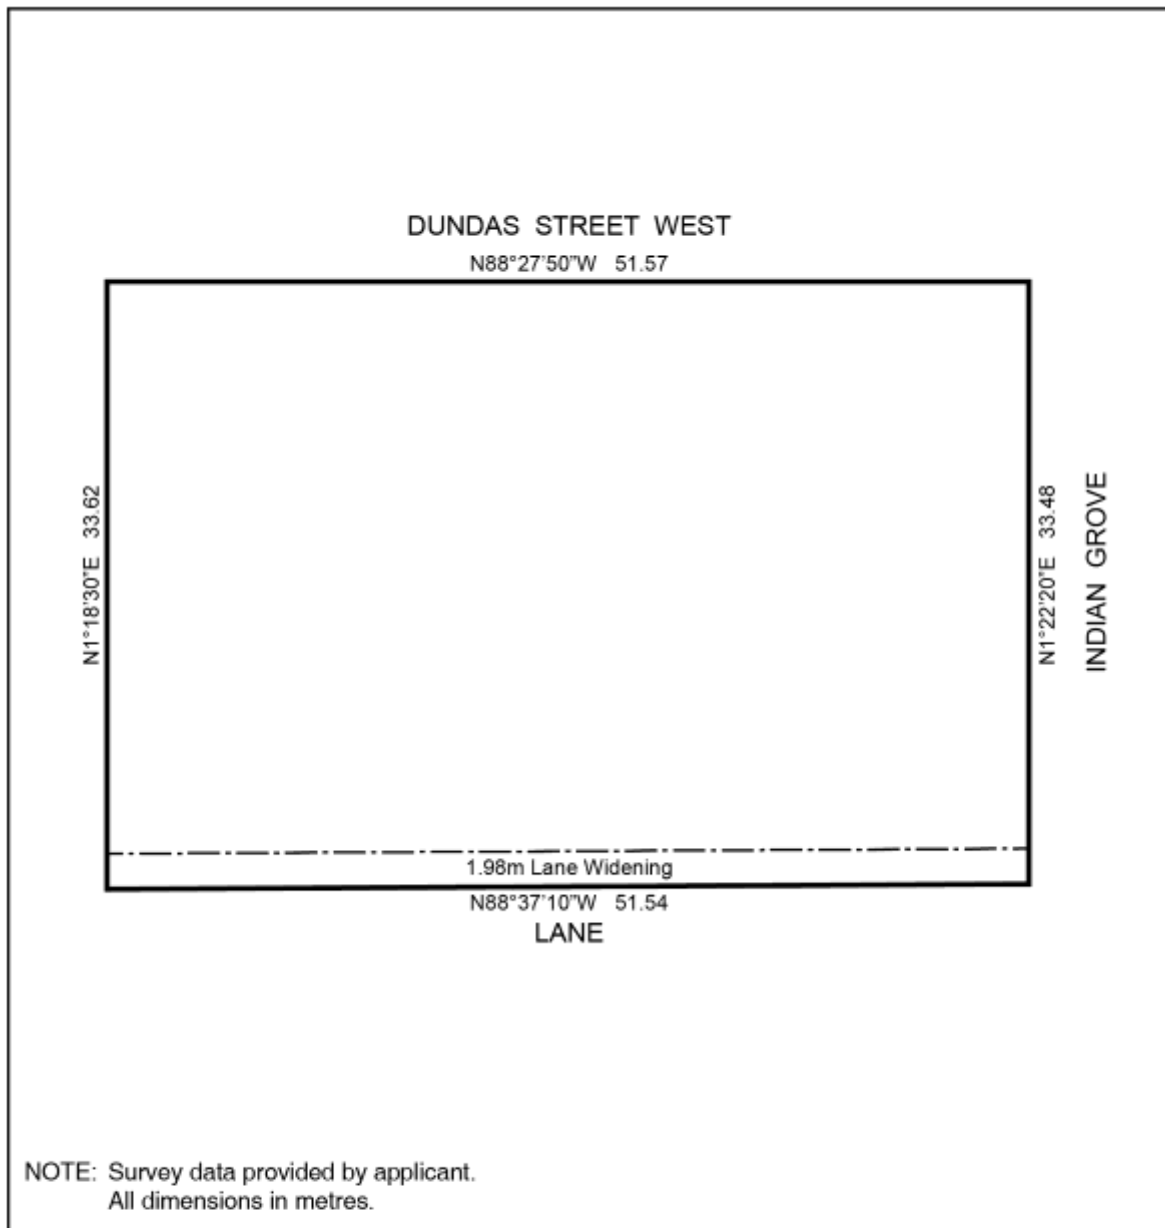 DUNDAS STREET WEST
N88°27'50"W 51.57
N1°18'30"E 33.62
N1°22'20"E 33.48
INDIAN GROVE
1.98m Lane Widening
N88°37'10"W 51.54
LANE
NOTE: Survey data provided by applicant.
All dimensions in metres.